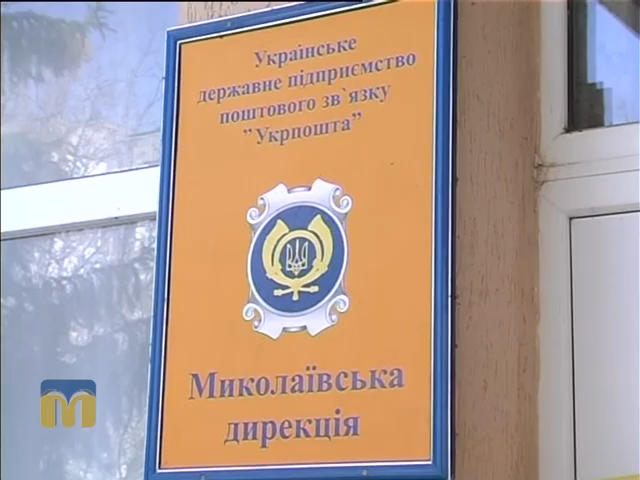 Українське
державне підприємство
поштового зв`язку
”Укрпошта”
Миколаївська
дирекція
М